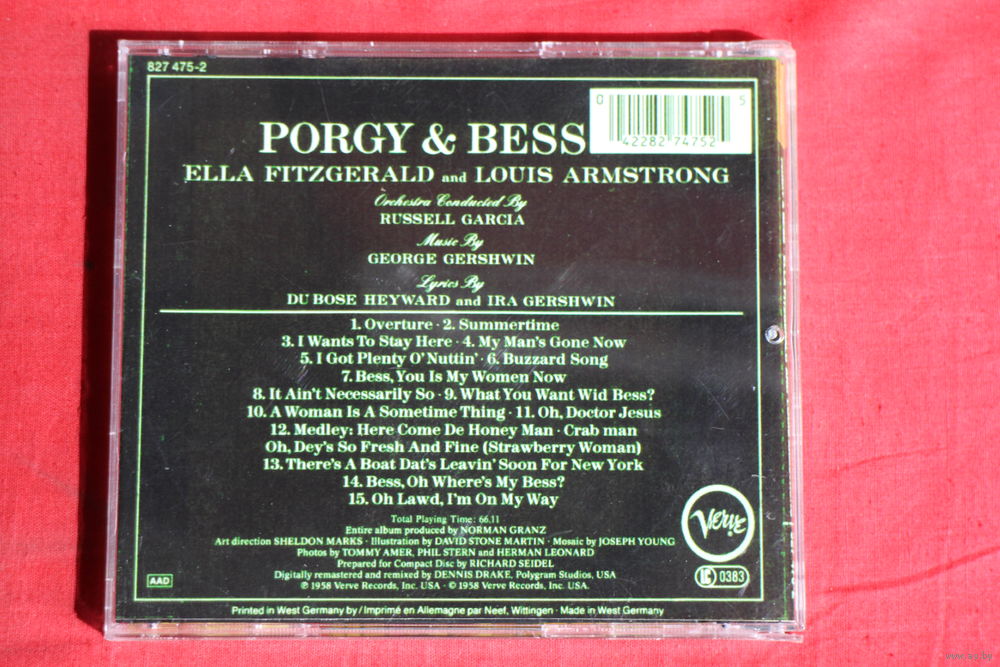 827 475-2
0 42282 74752 5
PORGY & BESS
ELLA FITZGERALD and LOUIS ARMSTRONG
Orchestra Conducted By
RUSSELL GARCIA
Music By
GEORGE GERSHWIN
Lyrics By
DU BOSE HEYWARD and IRA GERSHWIN
1. Overture · 2. Summertime
3. I Wants To Stay Here · 4. My Man's Gone Now
5. I Got Plenty O' Nuttin' · 6. Buzzard Song
7. Bess, You Is My Women Now
8. It Ain't Necessarily So · 9. What You Want Wid Bess?
10. A Woman Is A Sometime Thing · 11. Oh, Doctor Jesus
12. Medley: Here Come De Honey Man · Crab man
Oh, Dey's So Fresh And Fine (Strawberry Woman)
13. There's A Boat Dat's Leavin' Soon For New York
14. Bess, Oh Where's My Bess?
15. Oh Lawd, I'm On My Way
Total Playing Time: 66.11
Entire album produced by NORMAN GRANZ
Art direction SHELDON MARKS · Illustration by DAVID STONE MARTIN · Mosaic by JOSEPH YOUNG
Photos by TOMMY AMER, PHIL STERN and HERMAN LEONARD
Prepared for Compact Disc by RICHARD SEIDEL
Digitally remastered and remixed by DENNIS DRAKE, Polygram Studios, USA
℗ 1958 Verve Records, Inc. USA · © 1958 Verve Records, Inc. USA.
Verve
LC 0383
AAD
Printed in West Germany by / Imprimé en Allemagne par Neef, Wittingen · Made in West Germany